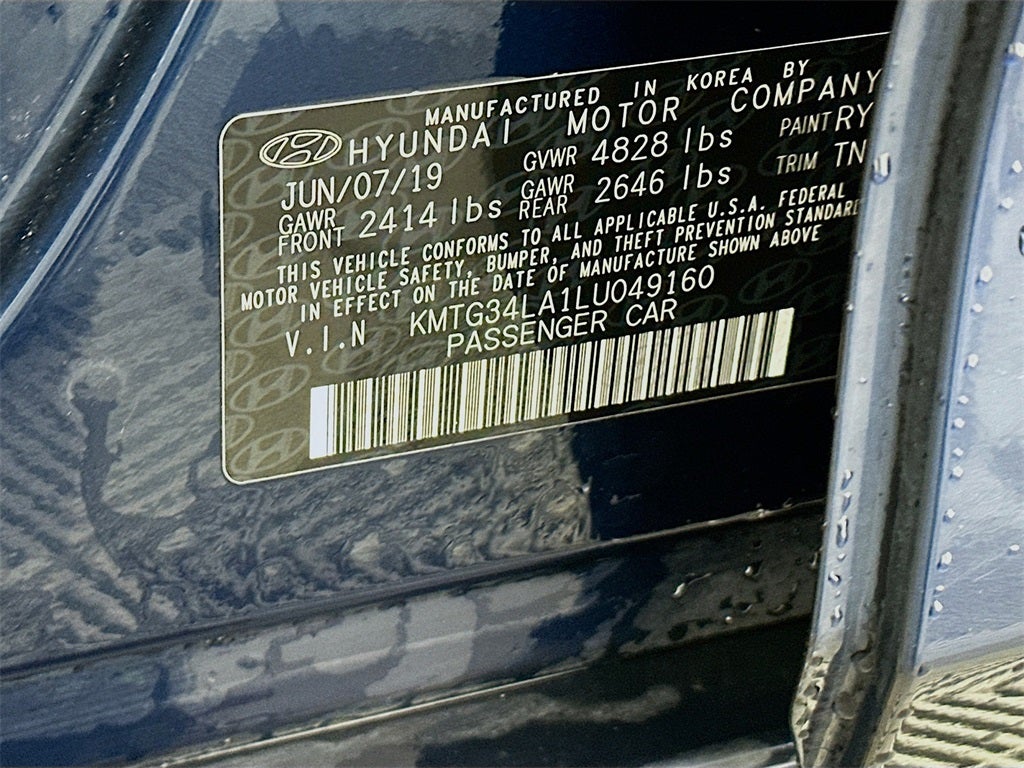 MANUFACTURED IN KOREA BY
HYUNDAI MOTOR COMPANY
JUN/07/19 GVWR 4828 lbs PAINT RY
GAWR FRONT 2414 lbs GAWR REAR 2646 lbs TRIM TN
THIS VEHICLE CONFORMS TO ALL APPLICABLE U.S.A. FEDERAL
MOTOR VEHICLE SAFETY, BUMPER, AND THEFT PREVENTION STANDARD
IN EFFECT ON THE DATE OF MANUFACTURE SHOWN ABOVE
V.I.N KMTG34LA1LU049160
PASSENGER CAR